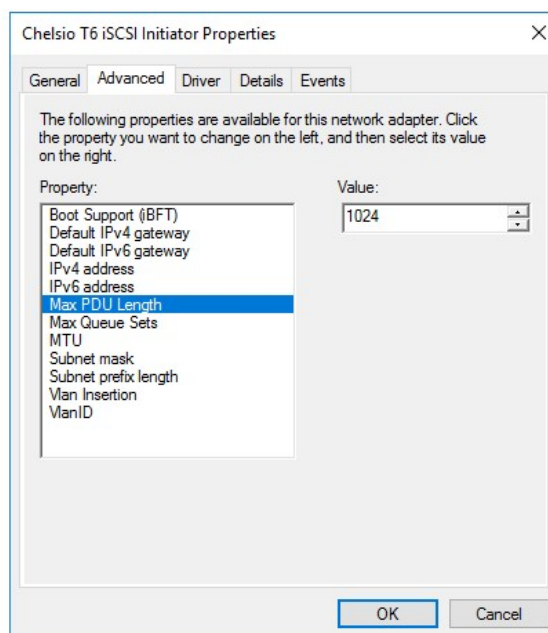 Chelsio T6 iSCSI Initiator Properties
General Advanced Driver Details Events
The following properties are available for this network adapter. Click
the property you want to change on the left, and then select its value
on the right.
Property: Value:
Boot Support (iBFT) 1024
Default IPv4 gateway
Default IPv6 gateway
IPv4 address
IPv6 address
Max PDU Length
Max Queue Sets
MTU
Subnet mask
Subnet prefix length
Vlan Insertion
VlanID
OK Cancel